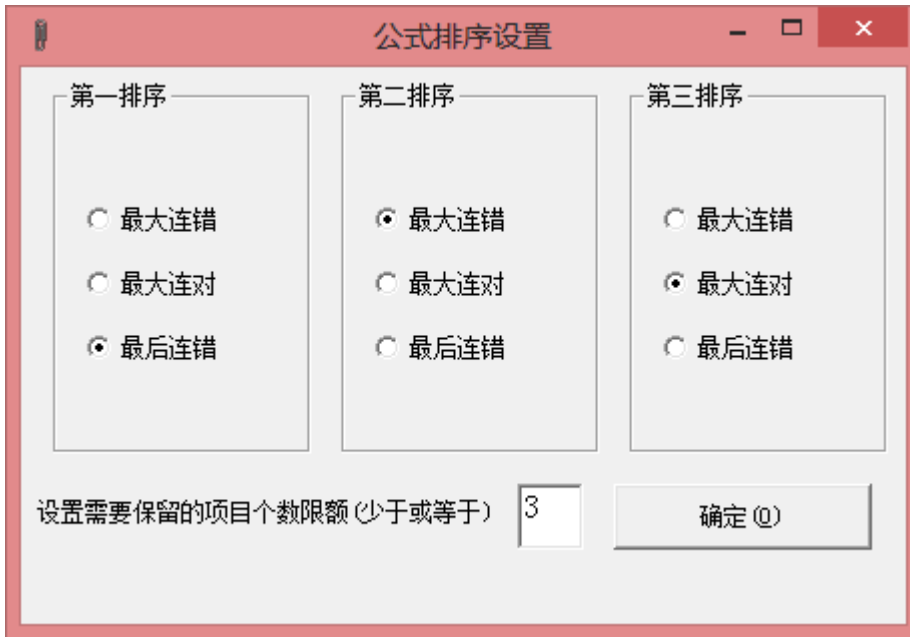 公式排序设置
第一排序
最大连错
最大连对
最后连错
第二排序
最大连错
最大连对
最后连错
第三排序
最大连错
最大连对
最后连错
设置需要保留的项目个数限额(少于或等于) 3
确定(O)